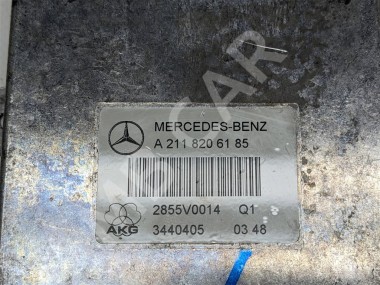 MERCEDES-BENZ
A 211 820 61 85
2855V0014 Q1
AKG 3440405 03 48